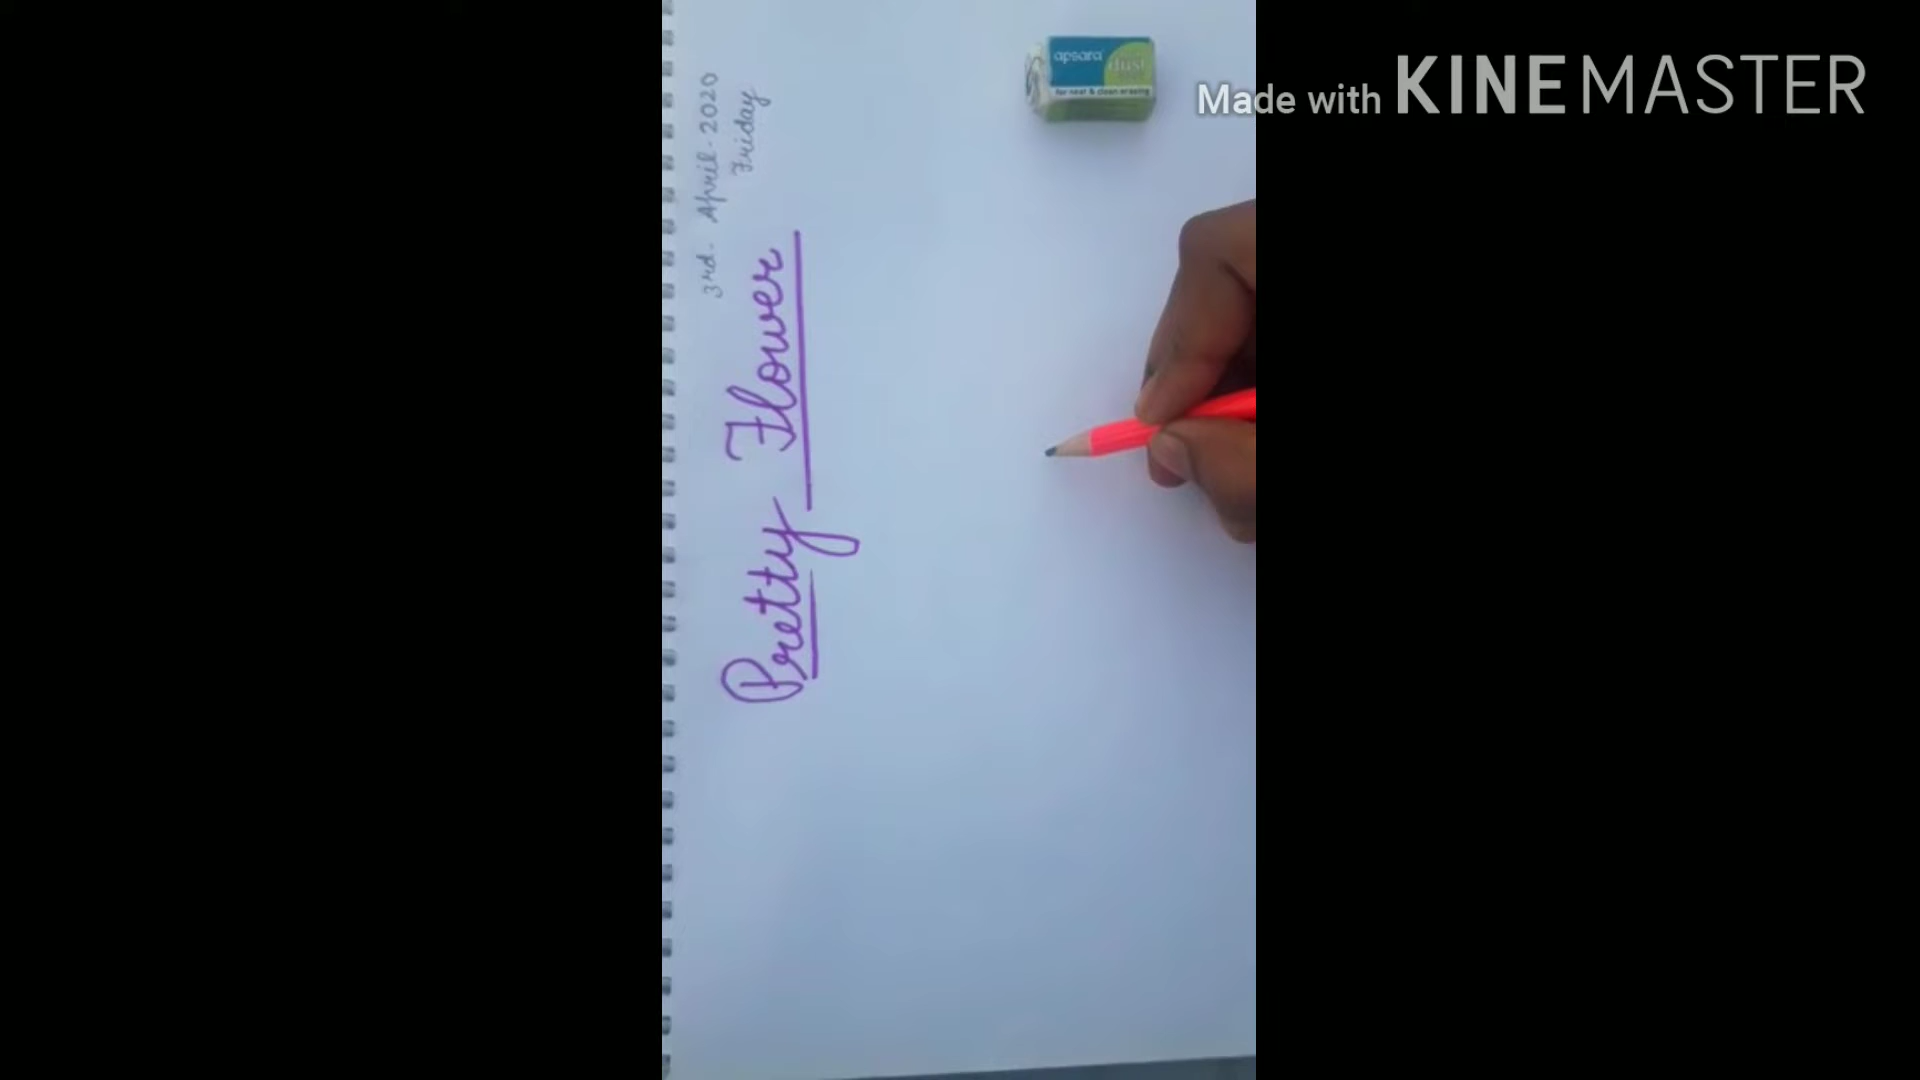 3rd. April-2020
Friday
Pretty Flower
apsara
dust
for neat & clean erasing
Made with KINEMASTER